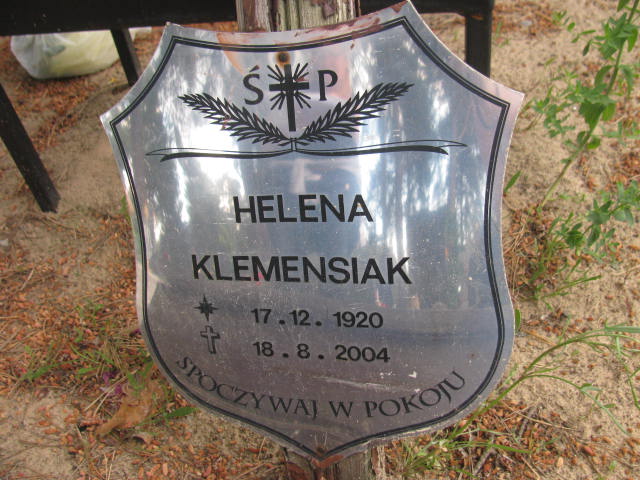 Ś P
HELENA
KLEMENSIAK
17.12.1920
18.8.2004
SPOCZYWAJ W POKOJU